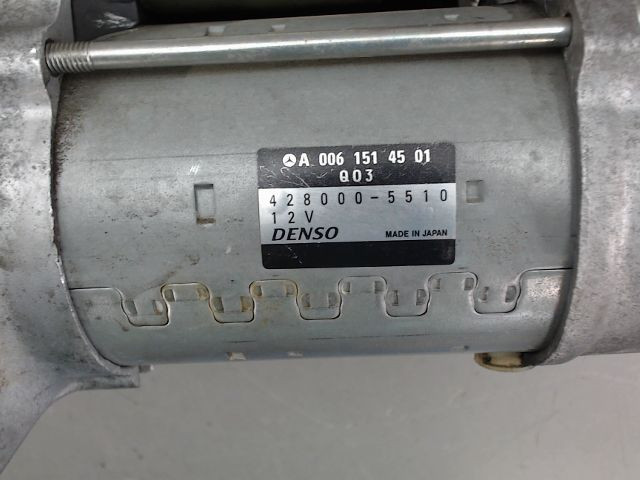 A 006 151 45 01
Q03
428000-5510
12V
DENSO MADE IN JAPAN